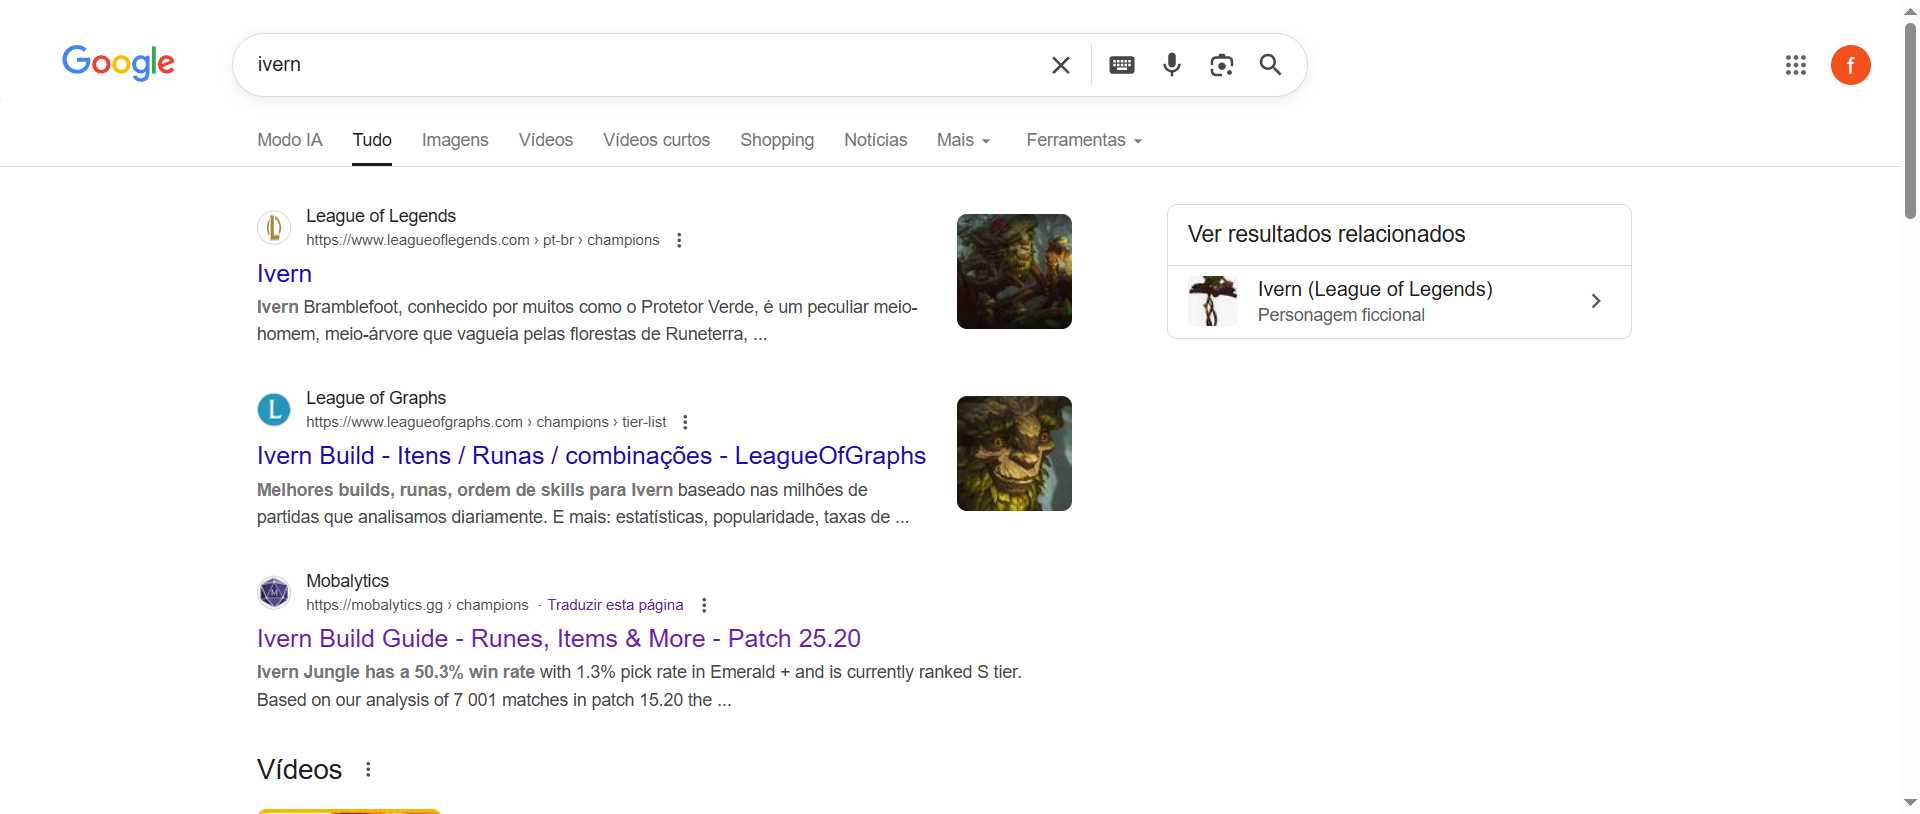 Google
ivern
f
Modo IA
Tudo
Imagens
Vídeos
Vídeos curtos
Shopping
Notícias
Mais
Ferramentas
League of Legends
https://www.leagueoflegends.com › pt-br › champions
Ivern
Ivern Bramblefoot, conhecido por muitos como o Protetor Verde, é um peculiar meio-
homem, meio-árvore que vagueia pelas florestas de Runeterra, ...
L
League of Graphs
https://www.leagueofgraphs.com › champions › tier-list
Ivern Build - Itens / Runas / combinações - LeagueOfGraphs
Melhores builds, runas, ordem de skills para Ivern baseado nas milhões de
partidas que analisamos diariamente. E mais: estatísticas, popularidade, taxas de ...
M
Mobalytics
https://mobalytics.gg › champions · Traduzir esta página
Ivern Build Guide - Runes, Items & More - Patch 25.20
Ivern Jungle has a 50.3% win rate with 1.3% pick rate in Emerald + and is currently ranked S tier.
Based on our analysis of 7 001 matches in patch 15.20 the ...
Vídeos
Ver resultados relacionados
Ivern (League of Legends)
Personagem ficcional